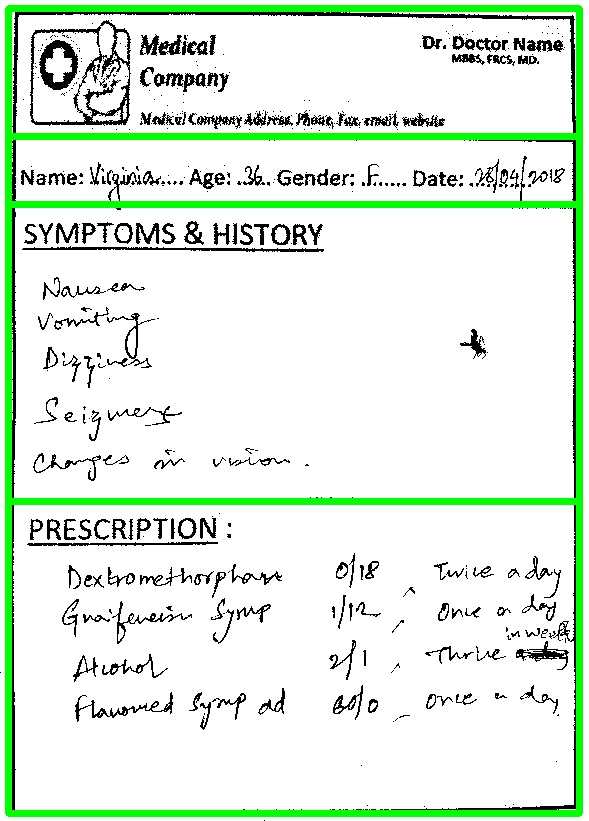 Medical
Company
Dr. Doctor Name
MBBS, FRCS, MD.
Medical Company Address, Phone, Fax, email, website
Name: Virginia..... Age: ..36.. Gender: .F...... Date: ..28/04/2018
SYMPTOMS & HISTORY
Nausea
Vomiting
Dizziness
Seizures
Changes in vision.
PRESCRIPTION :
Dextromethorphan 0/18 , Twice a day
Guaifenesin Syrup 1/12 , Once a day
Alcohol 2/1 , Thrice in week
Flavoured Syrup ad 60/0 - Once a day